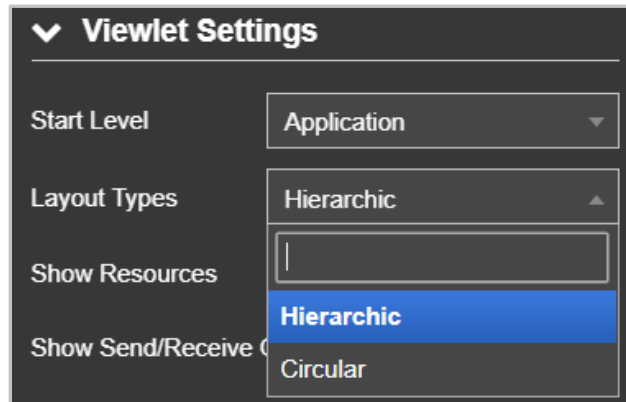 Viewlet Settings
Start Level Application
Layout Types Hierarchic
Show Resources
Hierarchic
Show Send/Receive
Circular